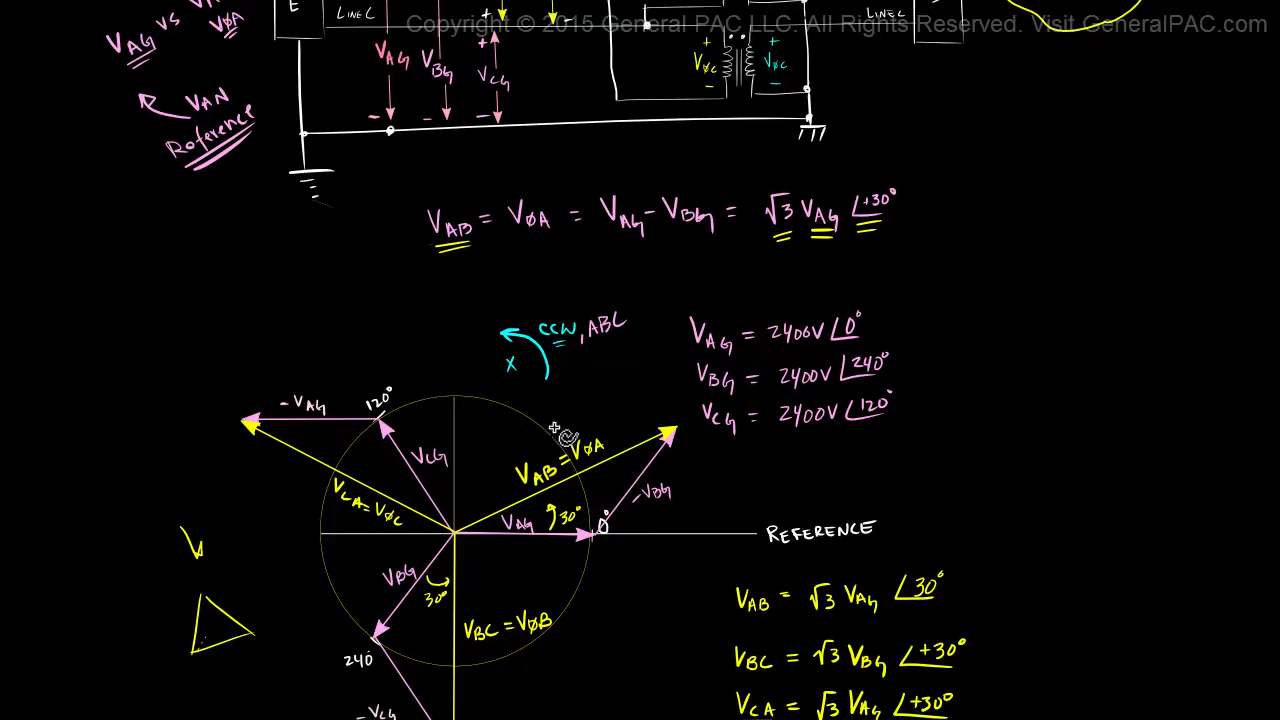 E
LINE C
Copyright © 2015 General PAC LLC. All Rights Reserved. Visit GeneralPAC.com
LINE C
VAG vs
VØA
VAG
VBG
+
VCG
-
-
-
+
VØC
-
+
VØC
-
VAN
Reference
VAB = VØA = VAG - VBG = √3 VAG ∠+30°
CCW, ABC
X
VAG = 2400V ∠0°
VBG = 2400V ∠240°
VCG = 2400V ∠120°
-VAG
120°
VCG
VAB = VØA
-VBG
VCA = VØC
VAG
30°
0°
REFERENCE
V
VBG
30°
VBC = VØB
240
-VCG
VAB = √3 VAG ∠30°
VBC = √3 VBG ∠+30°
VCA = √3 VAG ∠+30°